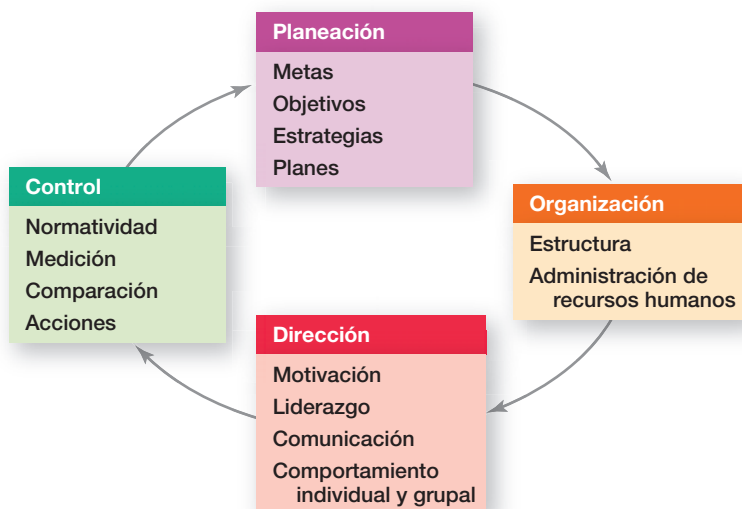 Planeación
Metas
Objetivos
Estrategias
Planes
Control
Normatividad
Medición
Comparación
Acciones
Organización
Estructura
Administración de
recursos humanos
Dirección
Motivación
Liderazgo
Comunicación
Comportamiento
individual y grupal